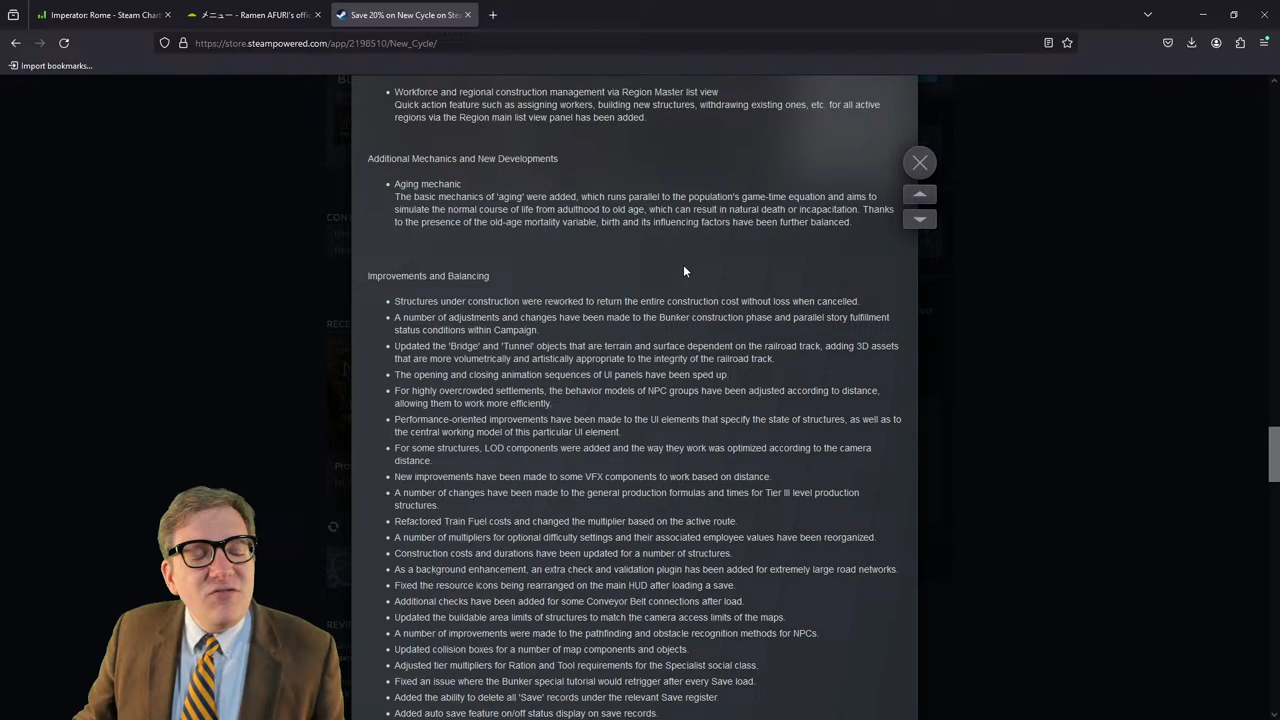 Imperator: Rome - Steam Cha
メニュー - Ramen AFURI's offi
Save 20% on New Cycle on Ste
https://store.steampowered.com/app/2198510/New_Cycle/
Import bookmarks...
• Workforce and regional construction management via Region Master list view
Quick action feature such as assigning workers, building new structures, withdrawing existing ones, etc. for all active
regions via the Region main list view panel has been added.
Additional Mechanics and New Developments
• Aging mechanic
The basic mechanics of 'aging' were added, which runs parallel to the population's game-time equation and aims to
simulate the normal course of life from adulthood to old age, which can result in natural death or incapacitation. Thanks
to the presence of the old-age mortality variable, birth and its influencing factors have been further balanced.
Improvements and Balancing
• Structures under construction were reworked to return the entire construction cost without loss when cancelled.
• A number of adjustments and changes have been made to the Bunker construction phase and parallel story fulfillment
status conditions within Campaign.
• Updated the 'Bridge' and 'Tunnel' objects that are terrain and surface dependent on the railroad track, adding 3D assets
that are more volumetrically and artistically appropriate to the integrity of the railroad track.
• The opening and closing animation sequences of UI panels have been sped up.
• For highly overcrowded settlements, the behavior models of NPC groups have been adjusted according to distance,
allowing them to work more efficiently.
• Performance-oriented improvements have been made to the UI elements that specify the state of structures, as well as to
the central working model of this particular UI element.
• For some structures, LOD components were added and the way they work was optimized according to the camera
distance.
• New improvements have been made to some VFX components to work based on distance.
• A number of changes have been made to the general production formulas and times for Tier III level production
structures.
• Refactored Train Fuel costs and changed the multiplier based on the active route.
• A number of multipliers for optional difficulty settings and their associated employee values have been reorganized.
• Construction costs and durations have been updated for a number of structures.
• As a background enhancement, an extra check and validation plugin has been added for extremely large road networks.
• Fixed the resource icons being rearranged on the main HUD after loading a save.
• Additional checks have been added for some Conveyor Belt connections after load.
• Updated the buildable area limits of structures to match the camera access limits of the maps.
• A number of improvements were made to the pathfinding and obstacle recognition methods for NPCs.
• Updated collision boxes for a number of map components and objects.
• Adjusted tier multipliers for Ration and Tool requirements for the Specialist social class.
• Fixed an issue where the Bunker special tutorial would retrigger after every Save load.
• Added the ability to delete all 'Save' records under the relevant Save register.
• Added auto save feature on/off status display on save records.